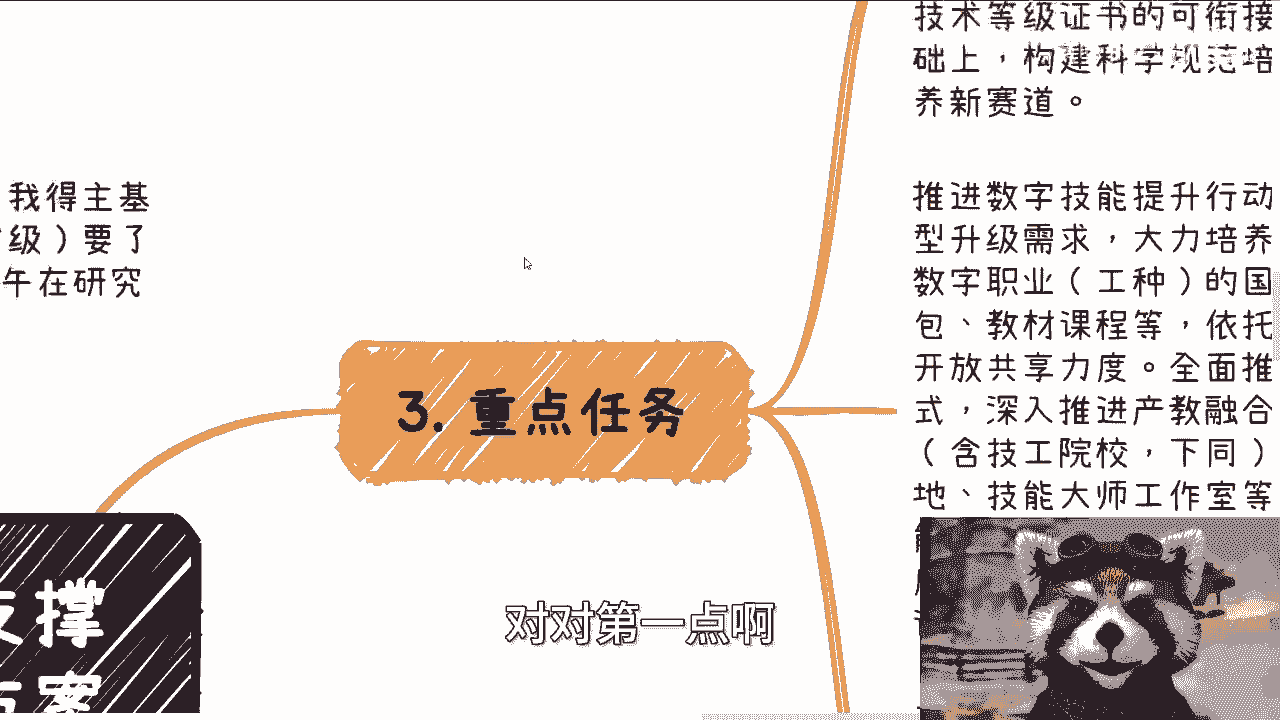 技术等级证书的可衔接
础上，构建科学规范培
养新赛道。
我得主基
级）要了
午在研究
推进数字技能提升行动
型升级需求，大力培养
数字职业（工种）的国
包、教材课程等，依托
开放共享力度。全面推
式，深入推进产教融合
（含技工院校，下同）
地、技能大师工作室等
3. 重点任务
支撑
方案
对对第一点啊